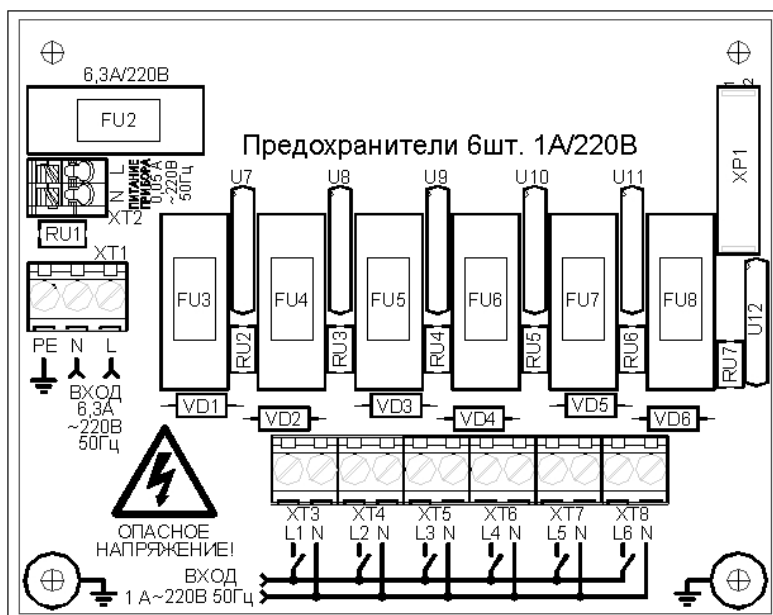 6,3А/220В
FU2
Предохранители 6шт. 1А/220В
1
2
XP1
L
N
ПИТАНИЕ
ПРИБОРА
0,05 А
~220В
50Гц
XT2
RU1
XT1
U7
U8
U9
U10
U11
U12
FU3
FU4
FU5
FU6
FU7
FU8
RU2
RU3
RU4
RU5
RU6
RU7
PE N L
ВХОД
6,3А
~220В
50Гц
VD1
VD2
VD3
VD4
VD5
VD6
XT3 XT4 XT5 XT6 XT7 XT8
L1 N L2 N L3 N L4 N L5 N L6 N
ОПАСНОЕ
НАПРЯЖЕНИЕ!
ВХОД
1 А~220В 50Гц